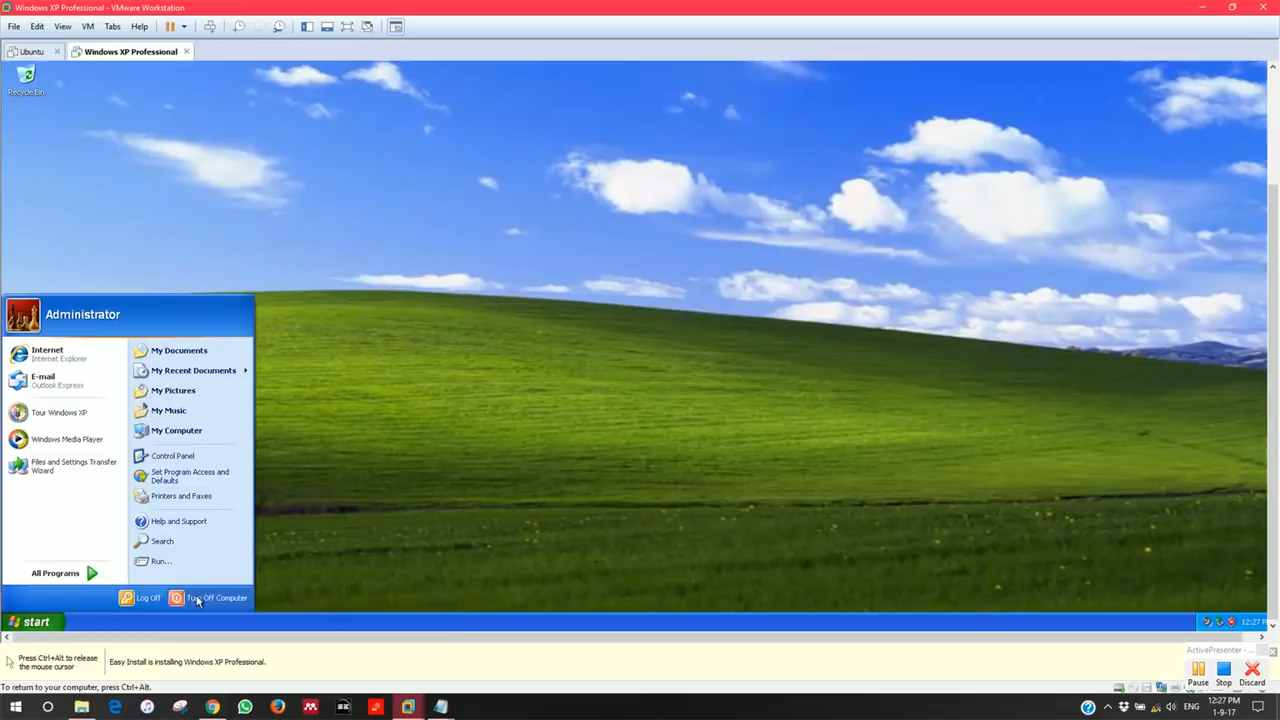 Windows XP Professional - VMware Workstation
File Edit View VM Tabs Help
Ubuntu Windows XP Professional
Recycle Bin
Administrator
Internet
Internet Explorer
E-mail
Outlook Express
Tour Windows XP
Windows Media Player
Files and Settings Transfer
Wizard
All Programs
My Documents
My Recent Documents
My Pictures
My Music
My Computer
Control Panel
Set Program Access and
Defaults
Printers and Faxes
Help and Support
Search
Run...
Log Off Turn Off Computer
start
12:27
Press Ctrl+Alt to release
the mouse cursor
Easy Install is installing Windows XP Professional.
ActivePresenter - ...
Pause Stop Discard
To return to your computer, press Ctrl+Alt.
ENG
12:27 PM
1-9-17